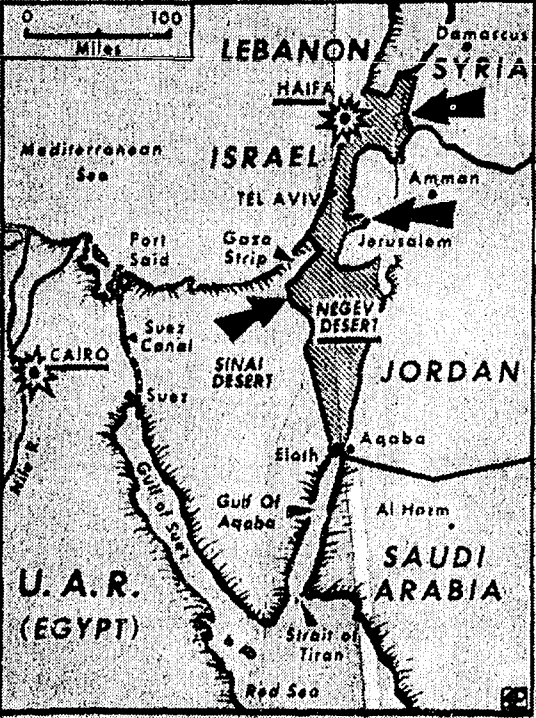 0 100
Miles
LEBANON
Damascus
SYRIA
HAIFA
Mediterranean
Sea
ISRAEL
TEL AVIV
Amman
Port
Said
Gaza
Strip
Jerusalem
NEGEV
DESERT
Suez
Canal
CAIRO
SINAI
DESERT
JORDAN
Suez
Nile R.
Elath
Aqaba
Gulf of Suez
Gulf Of
Aqaba
Al Hazm
SAUDI
ARABIA
U. A. R.
(EGYPT)
Strait of
Tiran
Red Sea
AP